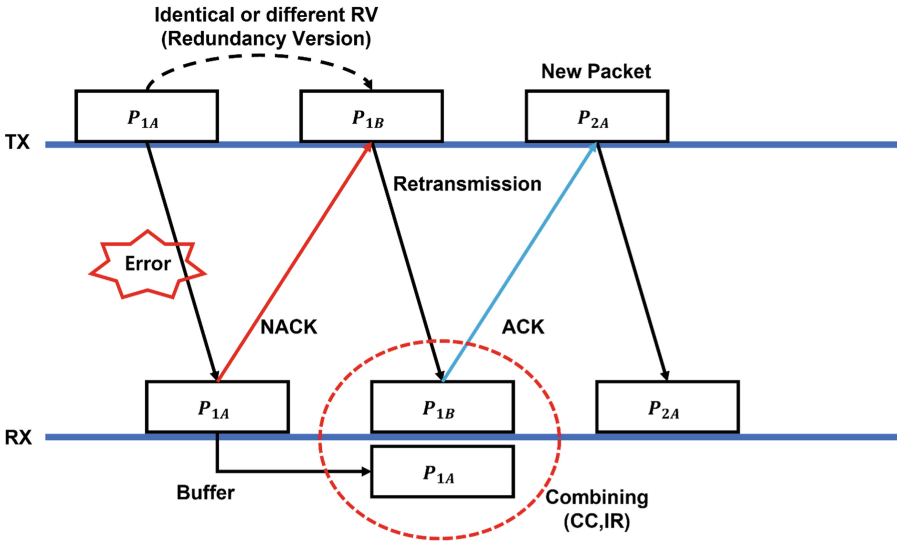 Identical or different RV
(Redundancy Version)
New Packet
P1A
P1B
P2A
TX
Retransmission
Error
NACK
ACK
P1A
P1B
P2A
RX
P1A
Buffer
Combining
(CC,IR)